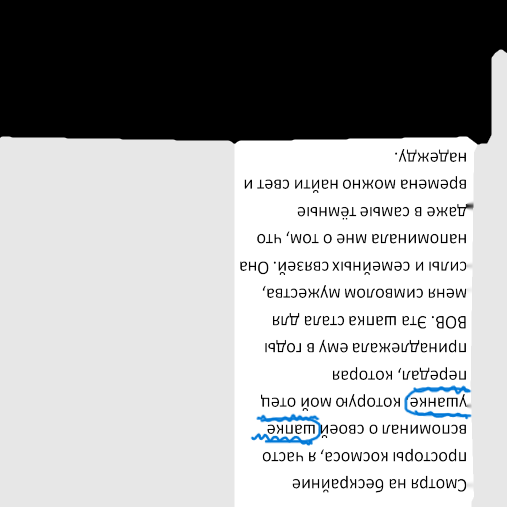 Смотря на бескрайние
просторы космоса, я часто
вспоминал о своей шапке
ушанке которую мой отец
передал, которая
принадлежала ему в годы
ВОВ. Эта шапка стала для
меня символом мужества,
силы и семейных связей. Она
напоминала мне о том, что
даже в самые тёмные
времена можно найти свет и
надежду.